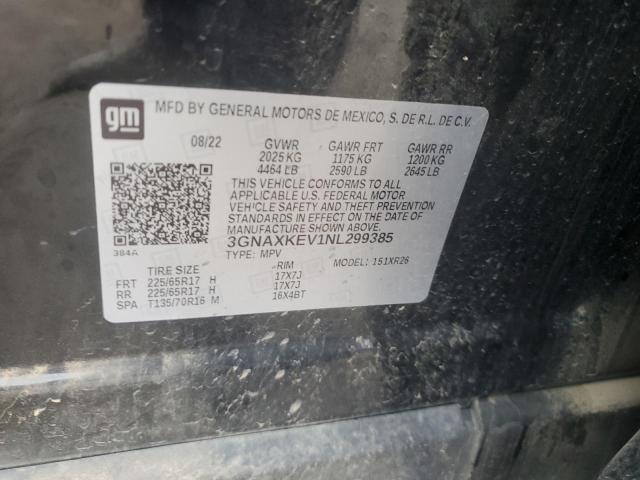 gm
MFD BY GENERAL MOTORS DE MEXICO, S. DE R.L. DE C.V.
08/22 GVWR GAWR FRT GAWR RR
2025 KG 1175 KG 1200 KG
4464 LB 2590 LB 2645 LB
THIS VEHICLE CONFORMS TO ALL
APPLICABLE U.S. FEDERAL MOTOR
VEHICLE SAFETY AND THEFT PREVENTION
STANDARDS IN EFFECT ON THE DATE OF
MANUFACTURE SHOWN ABOVE.
3GNAXKEV1NL299385
384A
TYPE: MPV MODEL: 151XR26
TIRE SIZE RIM
FRT 225/65R17 H 17X7J
RR 225/65R17 H 17X7J
SPA T135/70R16 M 16X4BT